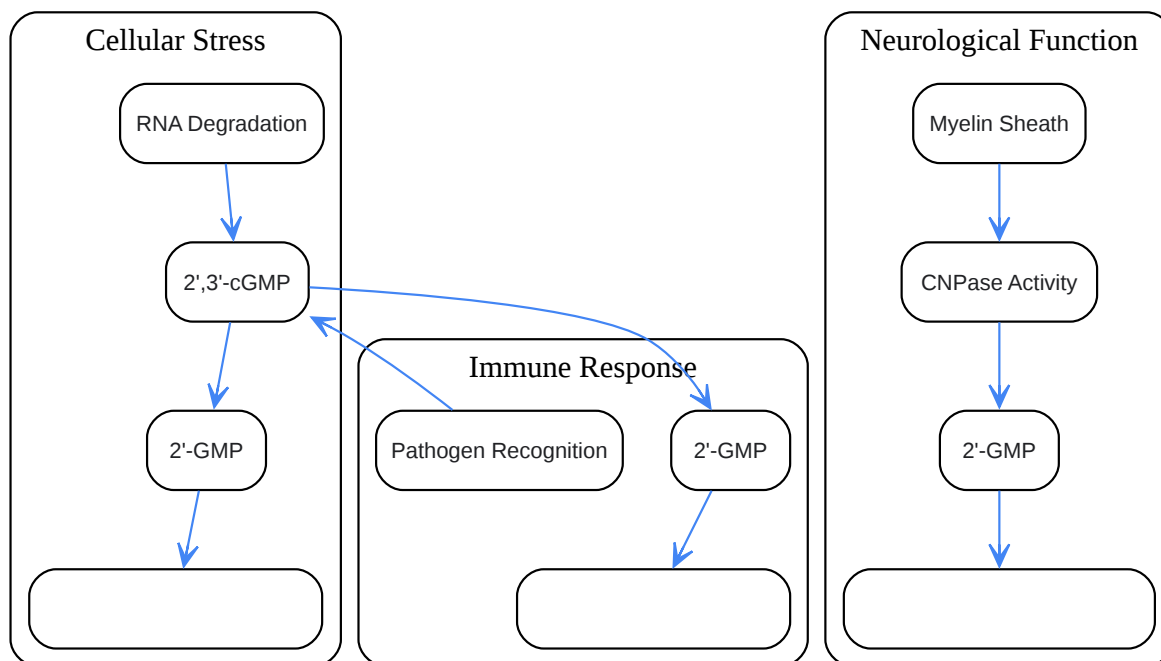 Cellular Stress
RNA Degradation
2',3'-cGMP
2'-GMP
Immune Response
Pathogen Recognition
2'-GMP
Neurological Function
Myelin Sheath
CNPase Activity
2'-GMP